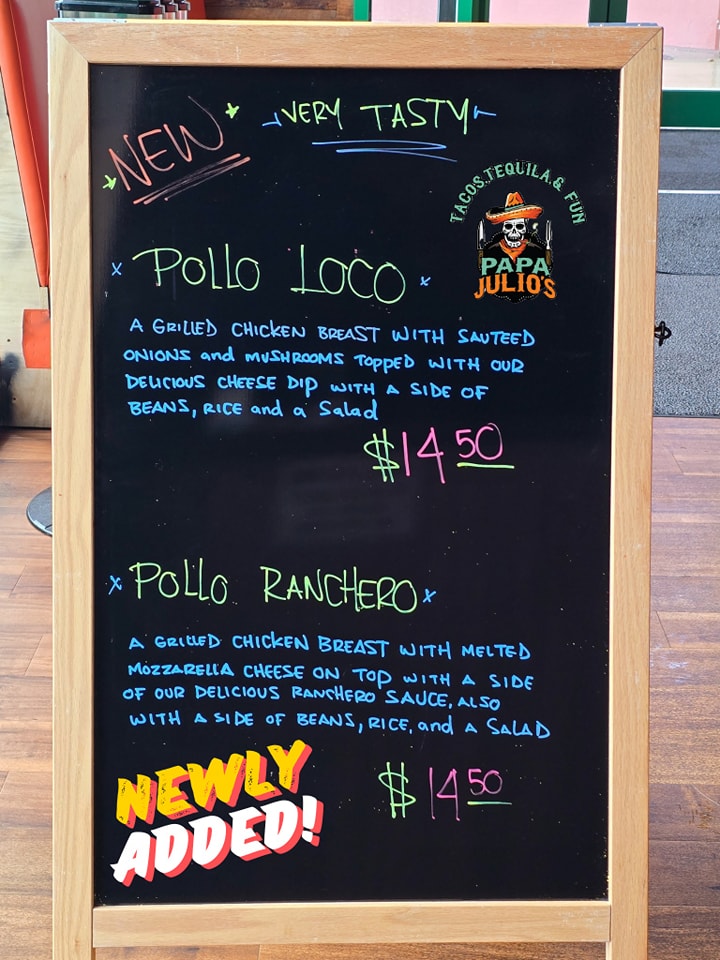 NEW
VERY TASTY
TACOS, TEQUILA, & FUN
PAPA
JULIO'S
POLLO LOCO
A GRILLED CHICKEN BREAST WITH SAUTEED
ONIONS and MUSHROOMS TOPPED WITH OUR
DELICIOUS CHEESE DIP WITH A SIDE OF
BEANS, RICE and a Salad
$14 50
POLLO RANCHERO
A GRILLED CHICKEN BREAST WITH MELTED
MOZZARELLA CHEESE ON TOP WITH A SIDE
OF OUR DELICIOUS RANCHERO SAUCE, ALSO
WITH A SIDE OF BEANS, RICE, and a SALAD
$14 50
NEWLY
ADDED!